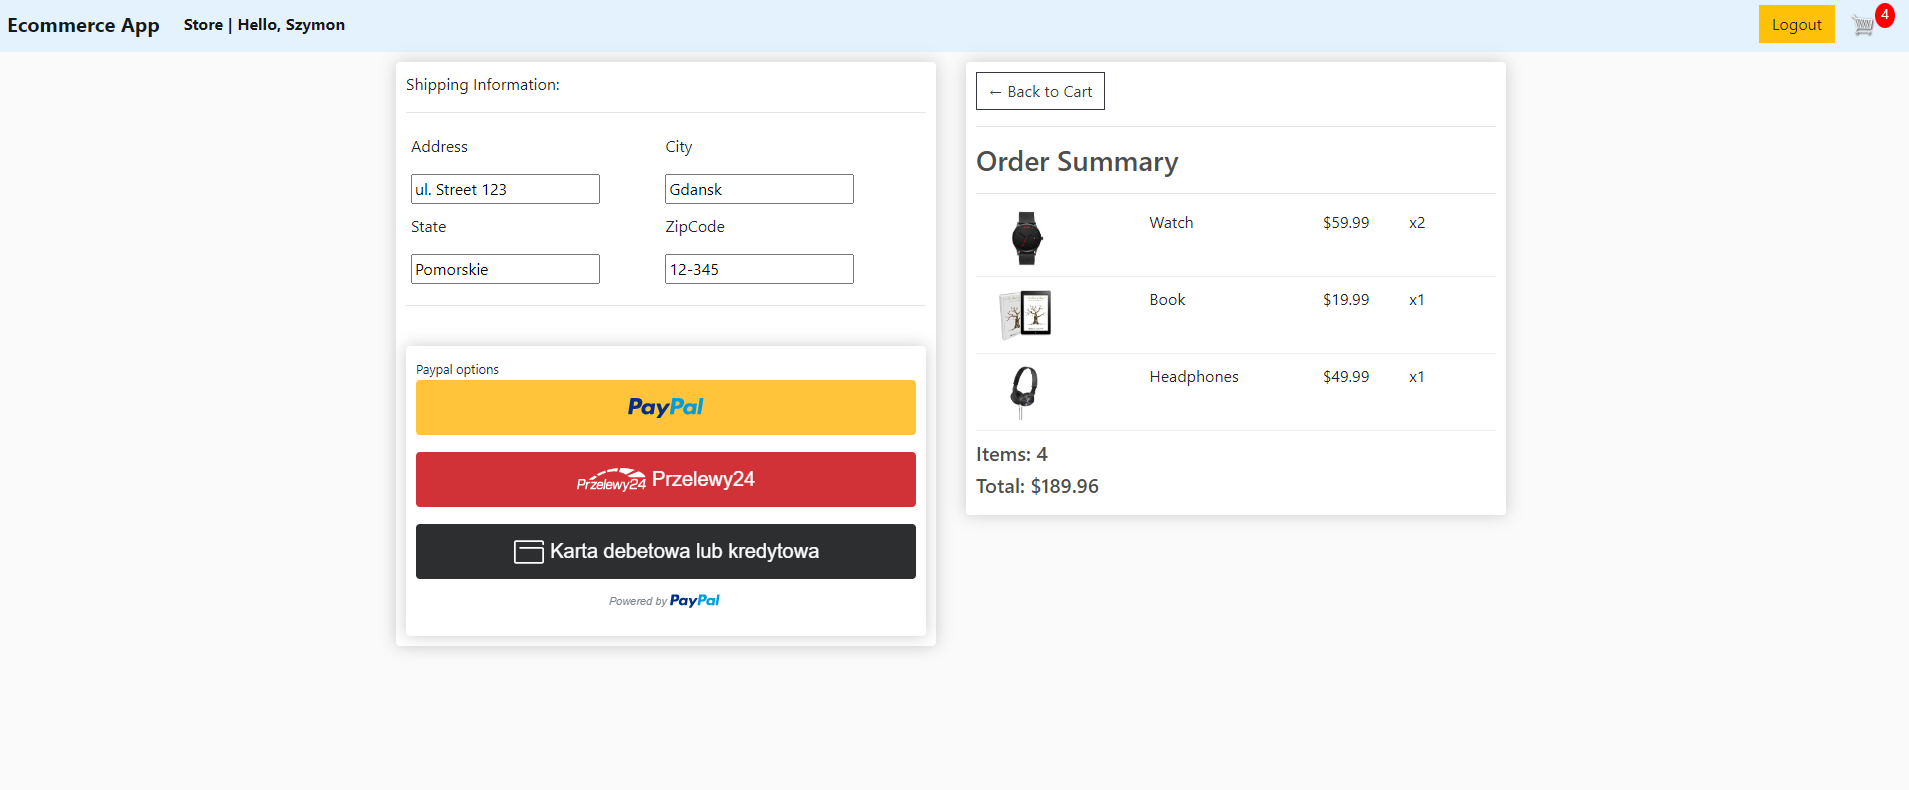 Ecommerce App Store | Hello, Szymon Logout 4
Shipping Information:
Address City
ul. Street 123 Gdansk
State ZipCode
Pomorskie 12-345
Paypal options
PayPal
Przelewy24 Przelewy24
Karta debetowa lub kredytowa
Powered by PayPal
← Back to Cart
Order Summary
Watch $59.99 x2
Book $19.99 x1
Headphones $49.99 x1
Items: 4
Total: $189.96